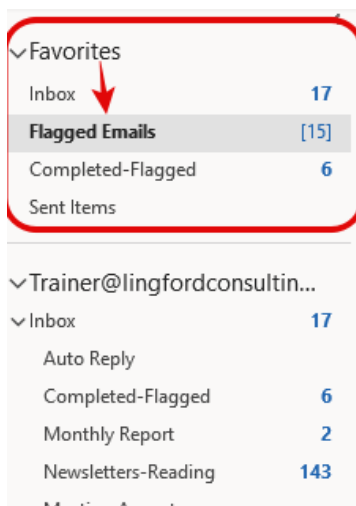 Favorites
Inbox 17
Flagged Emails [15]
Completed-Flagged 6
Sent Items
Trainer@lingfordconsultin...
Inbox 17
Auto Reply
Completed-Flagged 6
Monthly Report 2
Newsletters-Reading 143